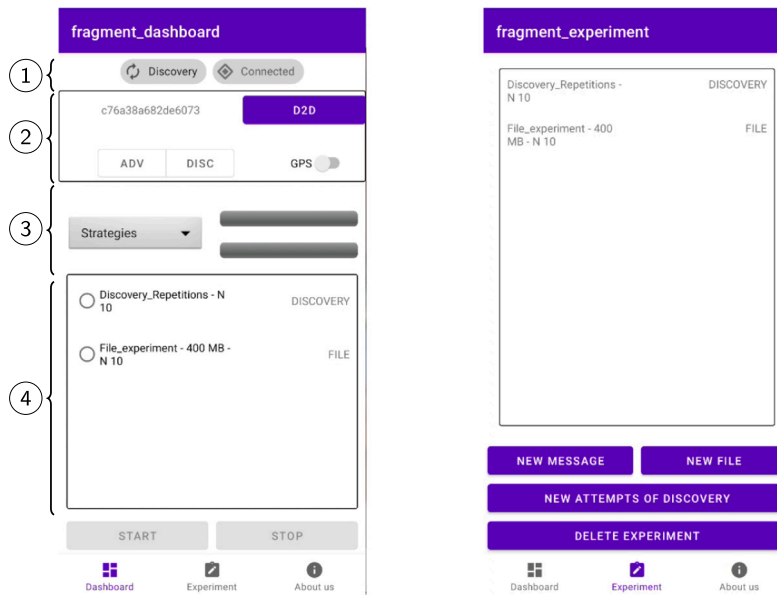 fragment_dashboard
1
Discovery
Connected
2
c76a38a682de6073
D2D
ADV
DISC
GPS
3
Strategies
4
Discovery_Repetitions - N
10
DISCOVERY
File_experiment - 400 MB -
N 10
FILE
START
STOP
Dashboard
Experiment
About us
fragment_experiment
Discovery_Repetitions -
N 10
DISCOVERY
File_experiment - 400
MB - N 10
FILE
NEW MESSAGE
NEW FILE
NEW ATTEMPTS OF DISCOVERY
DELETE EXPERIMENT
Dashboard
Experiment
About us